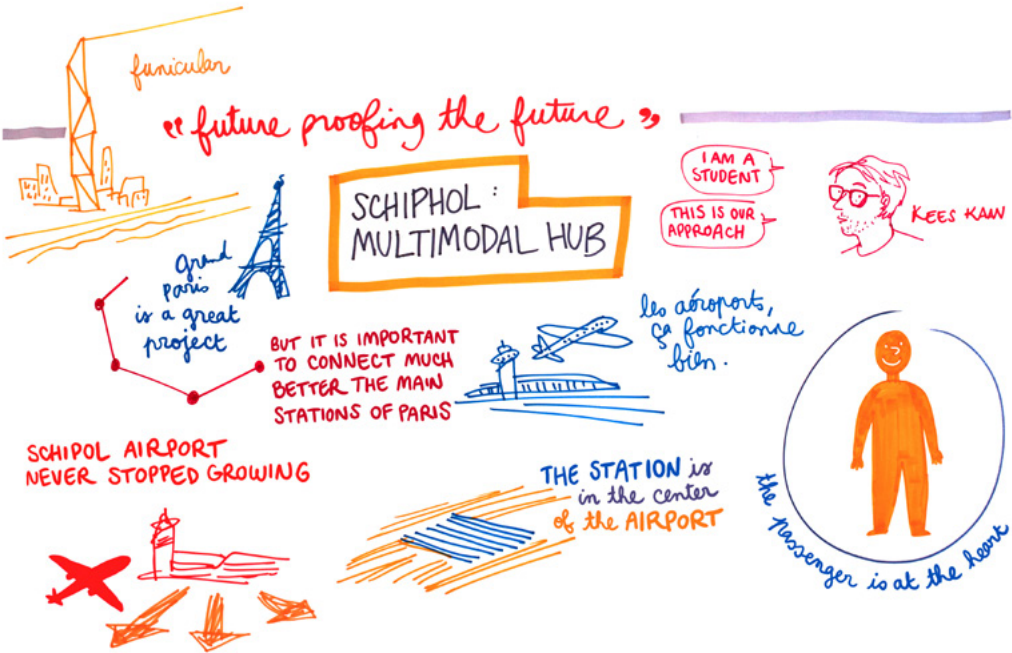 funicular
"future proofing the future"
SCHIPHOL :
MULTIMODAL HUB
I AM A
STUDENT
THIS IS OUR
APPROACH
KEES KAAN
grand
paris
is a great
project
BUT IT IS IMPORTANT
TO CONNECT MUCH
BETTER THE MAIN
STATIONS OF PARIS
les aéroports,
ça fonctionne
bien.
SCHIPOL AIRPORT
NEVER STOPPED GROWING
THE STATION is
in the center
of the AIRPORT
the passenger is at the heart